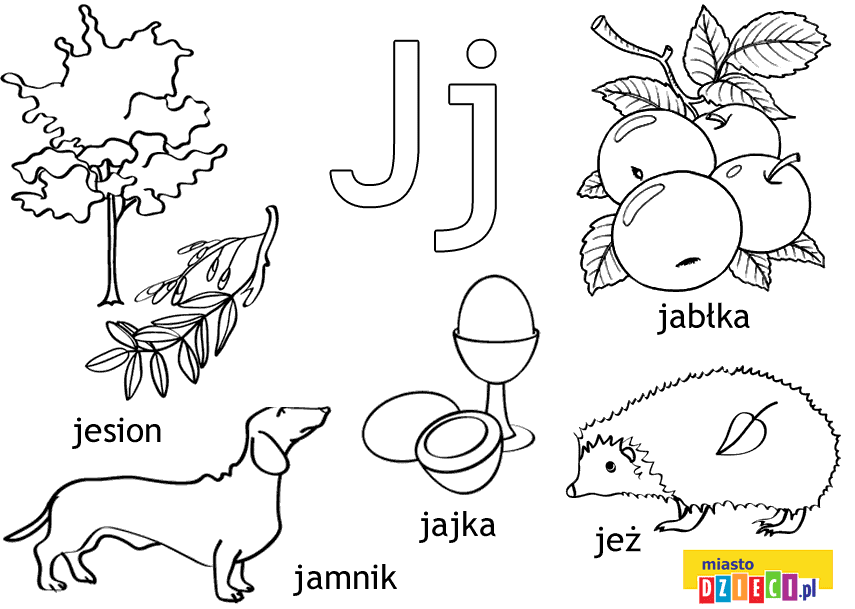 Jj
jabłka
jesion
jajka
jeż
jamnik
miasto
DZIECI.pl